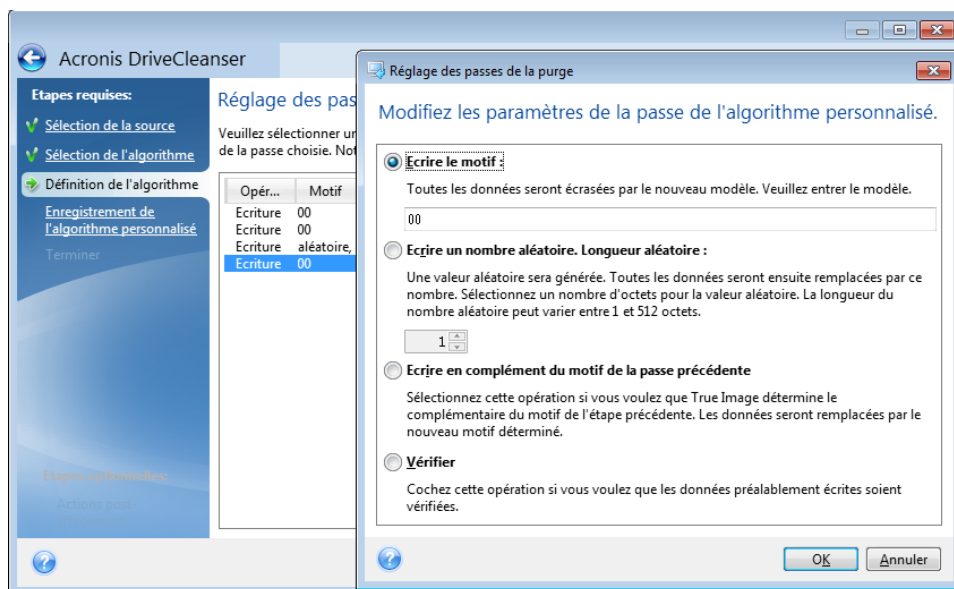 Acronis DriveCleanser
Etapes requises:
Sélection de la source
Sélection de l'algorithme
Définition de l'algorithme
Enregistrement de
l'algorithme personnalisé
Terminer
Etapes optionnelles:
Actions post-
Réglage des pas
Veuillez sélectionner un
de la passe choisie. Not
Opér... Motif
Ecriture 00
Ecriture 00
Ecriture aléatoire,
Ecriture 00
Réglage des passes de la purge
Modifiez les paramètres de la passe de l'algorithme personnalisé.
Ecrire le motif :
Toutes les données seront écrasées par le nouveau modèle. Veuillez entrer le modèle.
00
Ecrire un nombre aléatoire. Longueur aléatoire :
Une valeur aléatoire sera générée. Toutes les données seront ensuite remplacées par ce
nombre. Sélectionnez un nombre d'octets pour la valeur aléatoire. La longueur du
nombre aléatoire peut varier entre 1 et 512 octets.
1
Ecrire en complément du motif de la passe précédente
Sélectionnez cette opération si vous voulez que True Image détermine le
complémentaire du motif de l'étape précédente. Les données seront remplacées par le
nouveau motif déterminé.
Vérifier
Cochez cette opération si vous voulez que les données préalablement écrites soient
vérifiées.
OK
Annuler